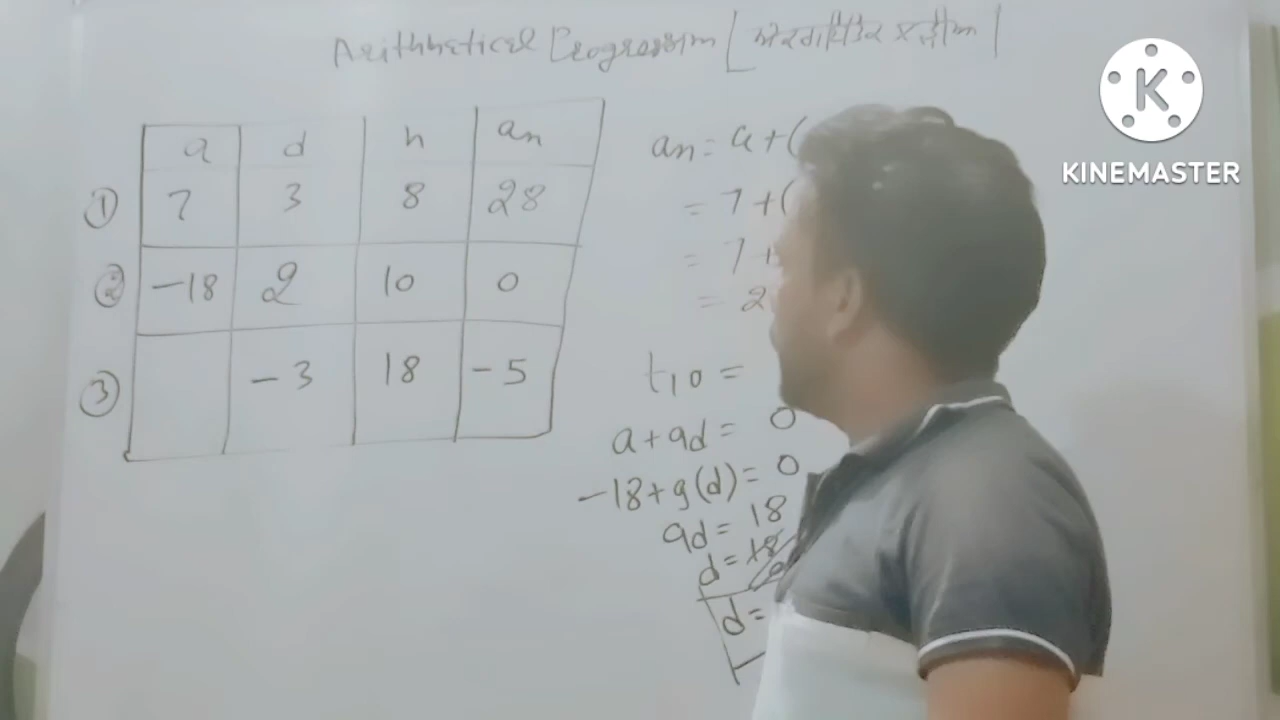 Arithmetical Progression [
a d n an
① 7 3 8 28
② -18 2 10 0
③ -3 18 -5
an = a + (
= 7 + (
= 7 +
= 2
t10 =
a + 9d = 0
-18 + 9(d) = 0
9d = 18
d = 18
d =
K
KINEMASTER